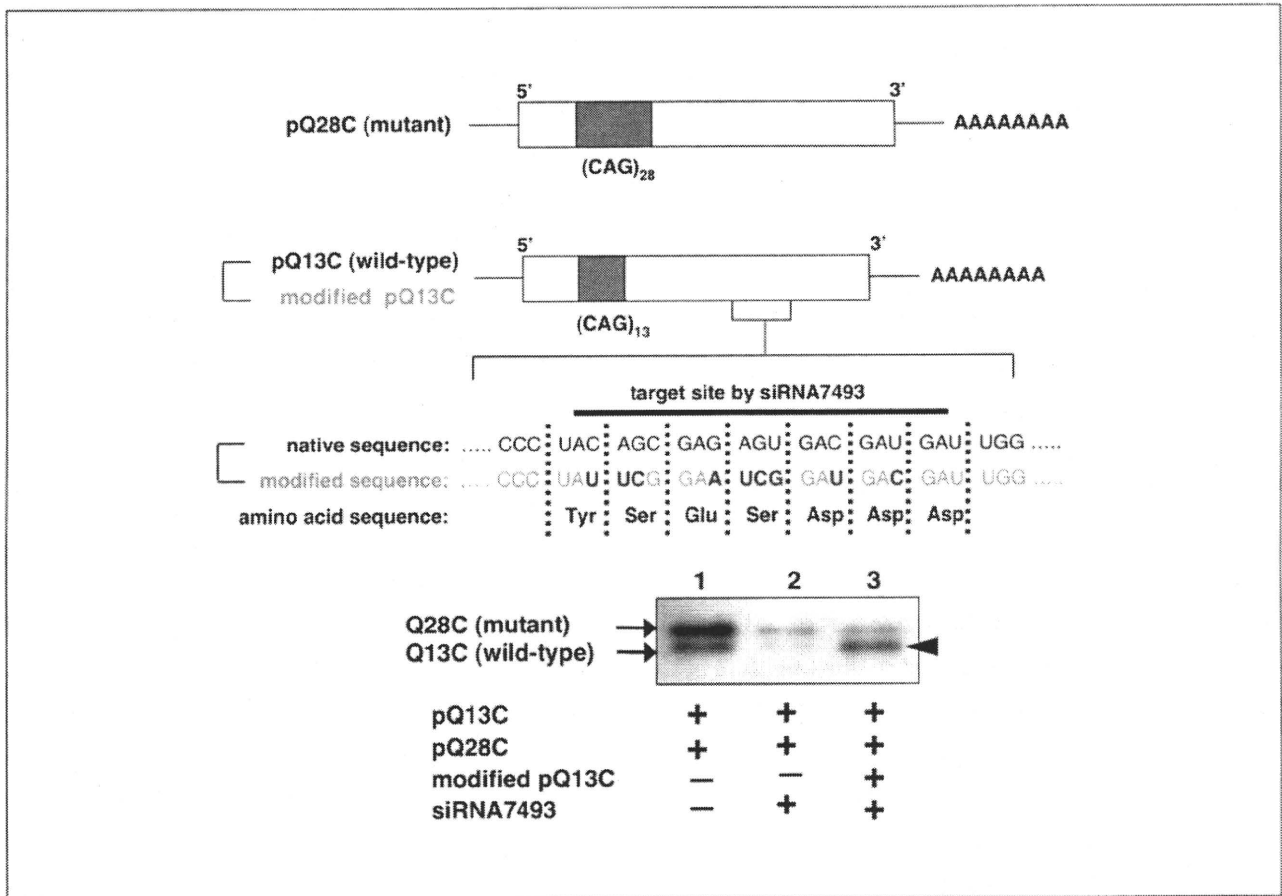 5' 3'
pQ28C (mutant) AAAAAAAA
(CAG)28
5' 3'
pQ13C (wild-type) AAAAAAAA
modified pQ13C
(CAG)13
target site by siRNA7493
native sequence: ..... CCC UAC AGC GAG AGU GAC GAU GAU UGG .....
modified sequence: ..... CCC UAU UCG GAA UCG GAU GAC GAU UGG .....
amino acid sequence: Tyr Ser Glu Ser Asp Asp Asp
1 2 3
Q28C (mutant)
Q13C (wild-type)
pQ13C + + +
pQ28C + + +
modified pQ13C – – +
siRNA7493 – + +